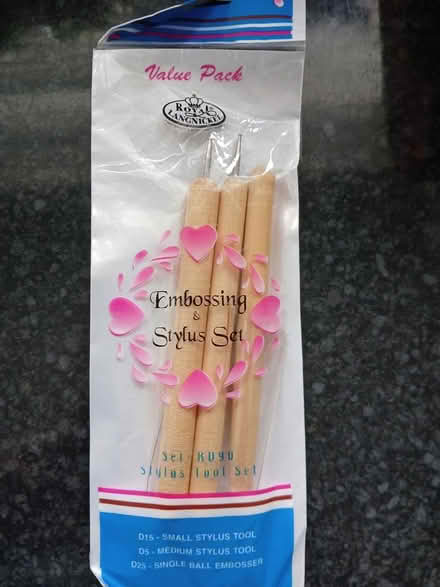 Value Pack
ROYAL
LANGNICKEL
Embossing
&
Stylus Set
Stylus Tool Set
D15 - SMALL STYLUS TOOL
D5 - MEDIUM STYLUS TOOL
D25 - SINGLE BALL EMBOSSER